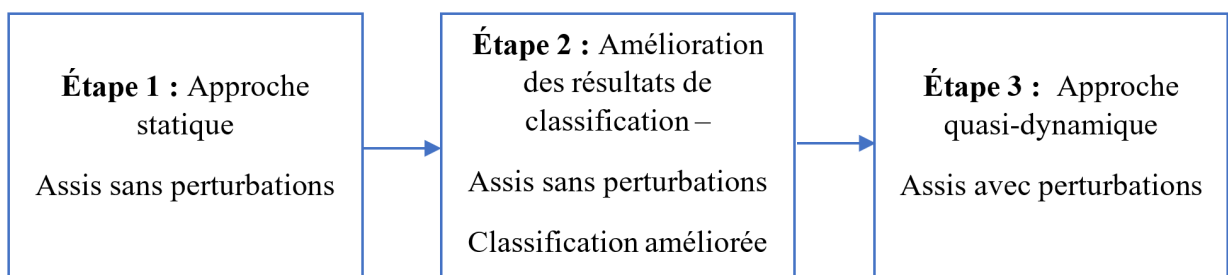 Étape 1 : Approche
statique
Assis sans perturbations
Étape 2 : Amélioration
des résultats de
classification –
Assis sans perturbations
Classification améliorée
Étape 3 : Approche
quasi-dynamique
Assis avec perturbations